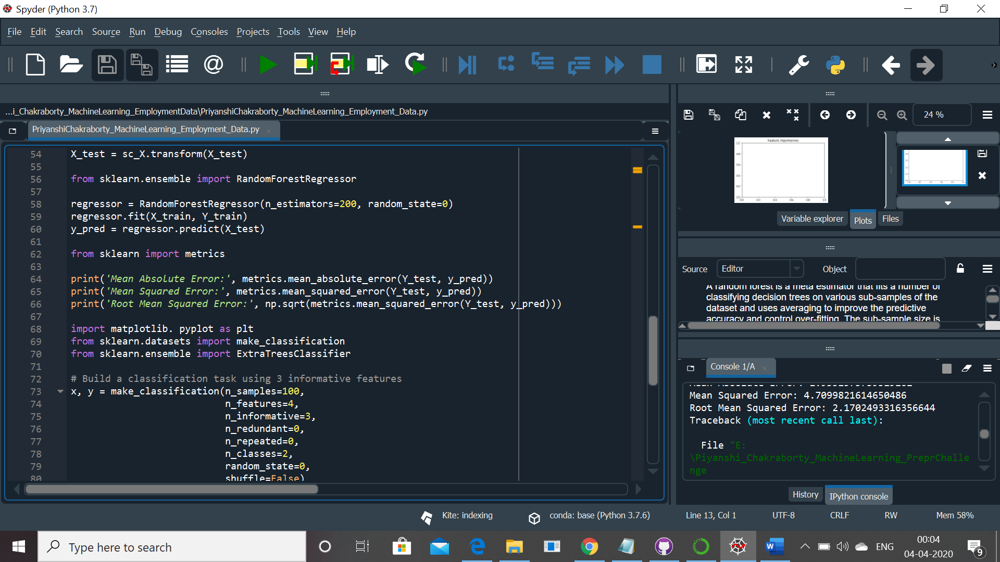 Spyder (Python 3.7)
File Edit Search Source Run Debug Consoles Projects Tools View Help
...i_Chakraborty_MachineLearning_EmploymentData\PriyanshiChakraborty_MachineLearning_Employment_Data.py
PriyanshiChakraborty_MachineLearning_Employment_Data.py
54 X_test = sc_X.transform(X_test)
55
56 from sklearn.ensemble import RandomForestRegressor
57
58 regressor = RandomForestRegressor(n_estimators=200, random_state=0)
59 regressor.fit(X_train, Y_train)
60 y_pred = regressor.predict(X_test)
61
62 from sklearn import metrics
63
64 print('Mean Absolute Error:', metrics.mean_absolute_error(Y_test, y_pred))
65 print('Mean Squared Error:', metrics.mean_squared_error(Y_test, y_pred))
66 print('Root Mean Squared Error:', np.sqrt(metrics.mean_squared_error(Y_test, y_pred)))
67
68 import matplotlib. pyplot as plt
69 from sklearn.datasets import make_classification
70 from sklearn.ensemble import ExtraTreesClassifier
71
72 # Build a classification task using 3 informative features
73 x, y = make_classification(n_samples=100,
74 n_features=4,
75 n_informative=3,
76 n_redundant=0,
77 n_repeated=0,
78 n_classes=2,
79 random_state=0,
80 shuffle=False)
24 %
Feature importances
Variable explorer Plots Files
Source Editor Object
A random forest is a meta estimator that fits a number of
classifying decision trees on various sub-samples of the
dataset and uses averaging to improve the predictive
accuracy and control over-fitting. The sub-sample size is
Console 1/A
Mean Absolute Error:
Mean Squared Error: 4.7099821614650486
Root Mean Squared Error: 2.1702493316356644
Traceback (most recent call last):
File "E:
\Piyanshi_Chakraborty_MachineLearning_PreprChalle
nge
History IPython console
Kite: indexing conda: base (Python 3.7.6) Line 13, Col 1 UTF-8 CRLF RW Mem 58%
Type here to search
ENG
00:04
04-04-2020
9